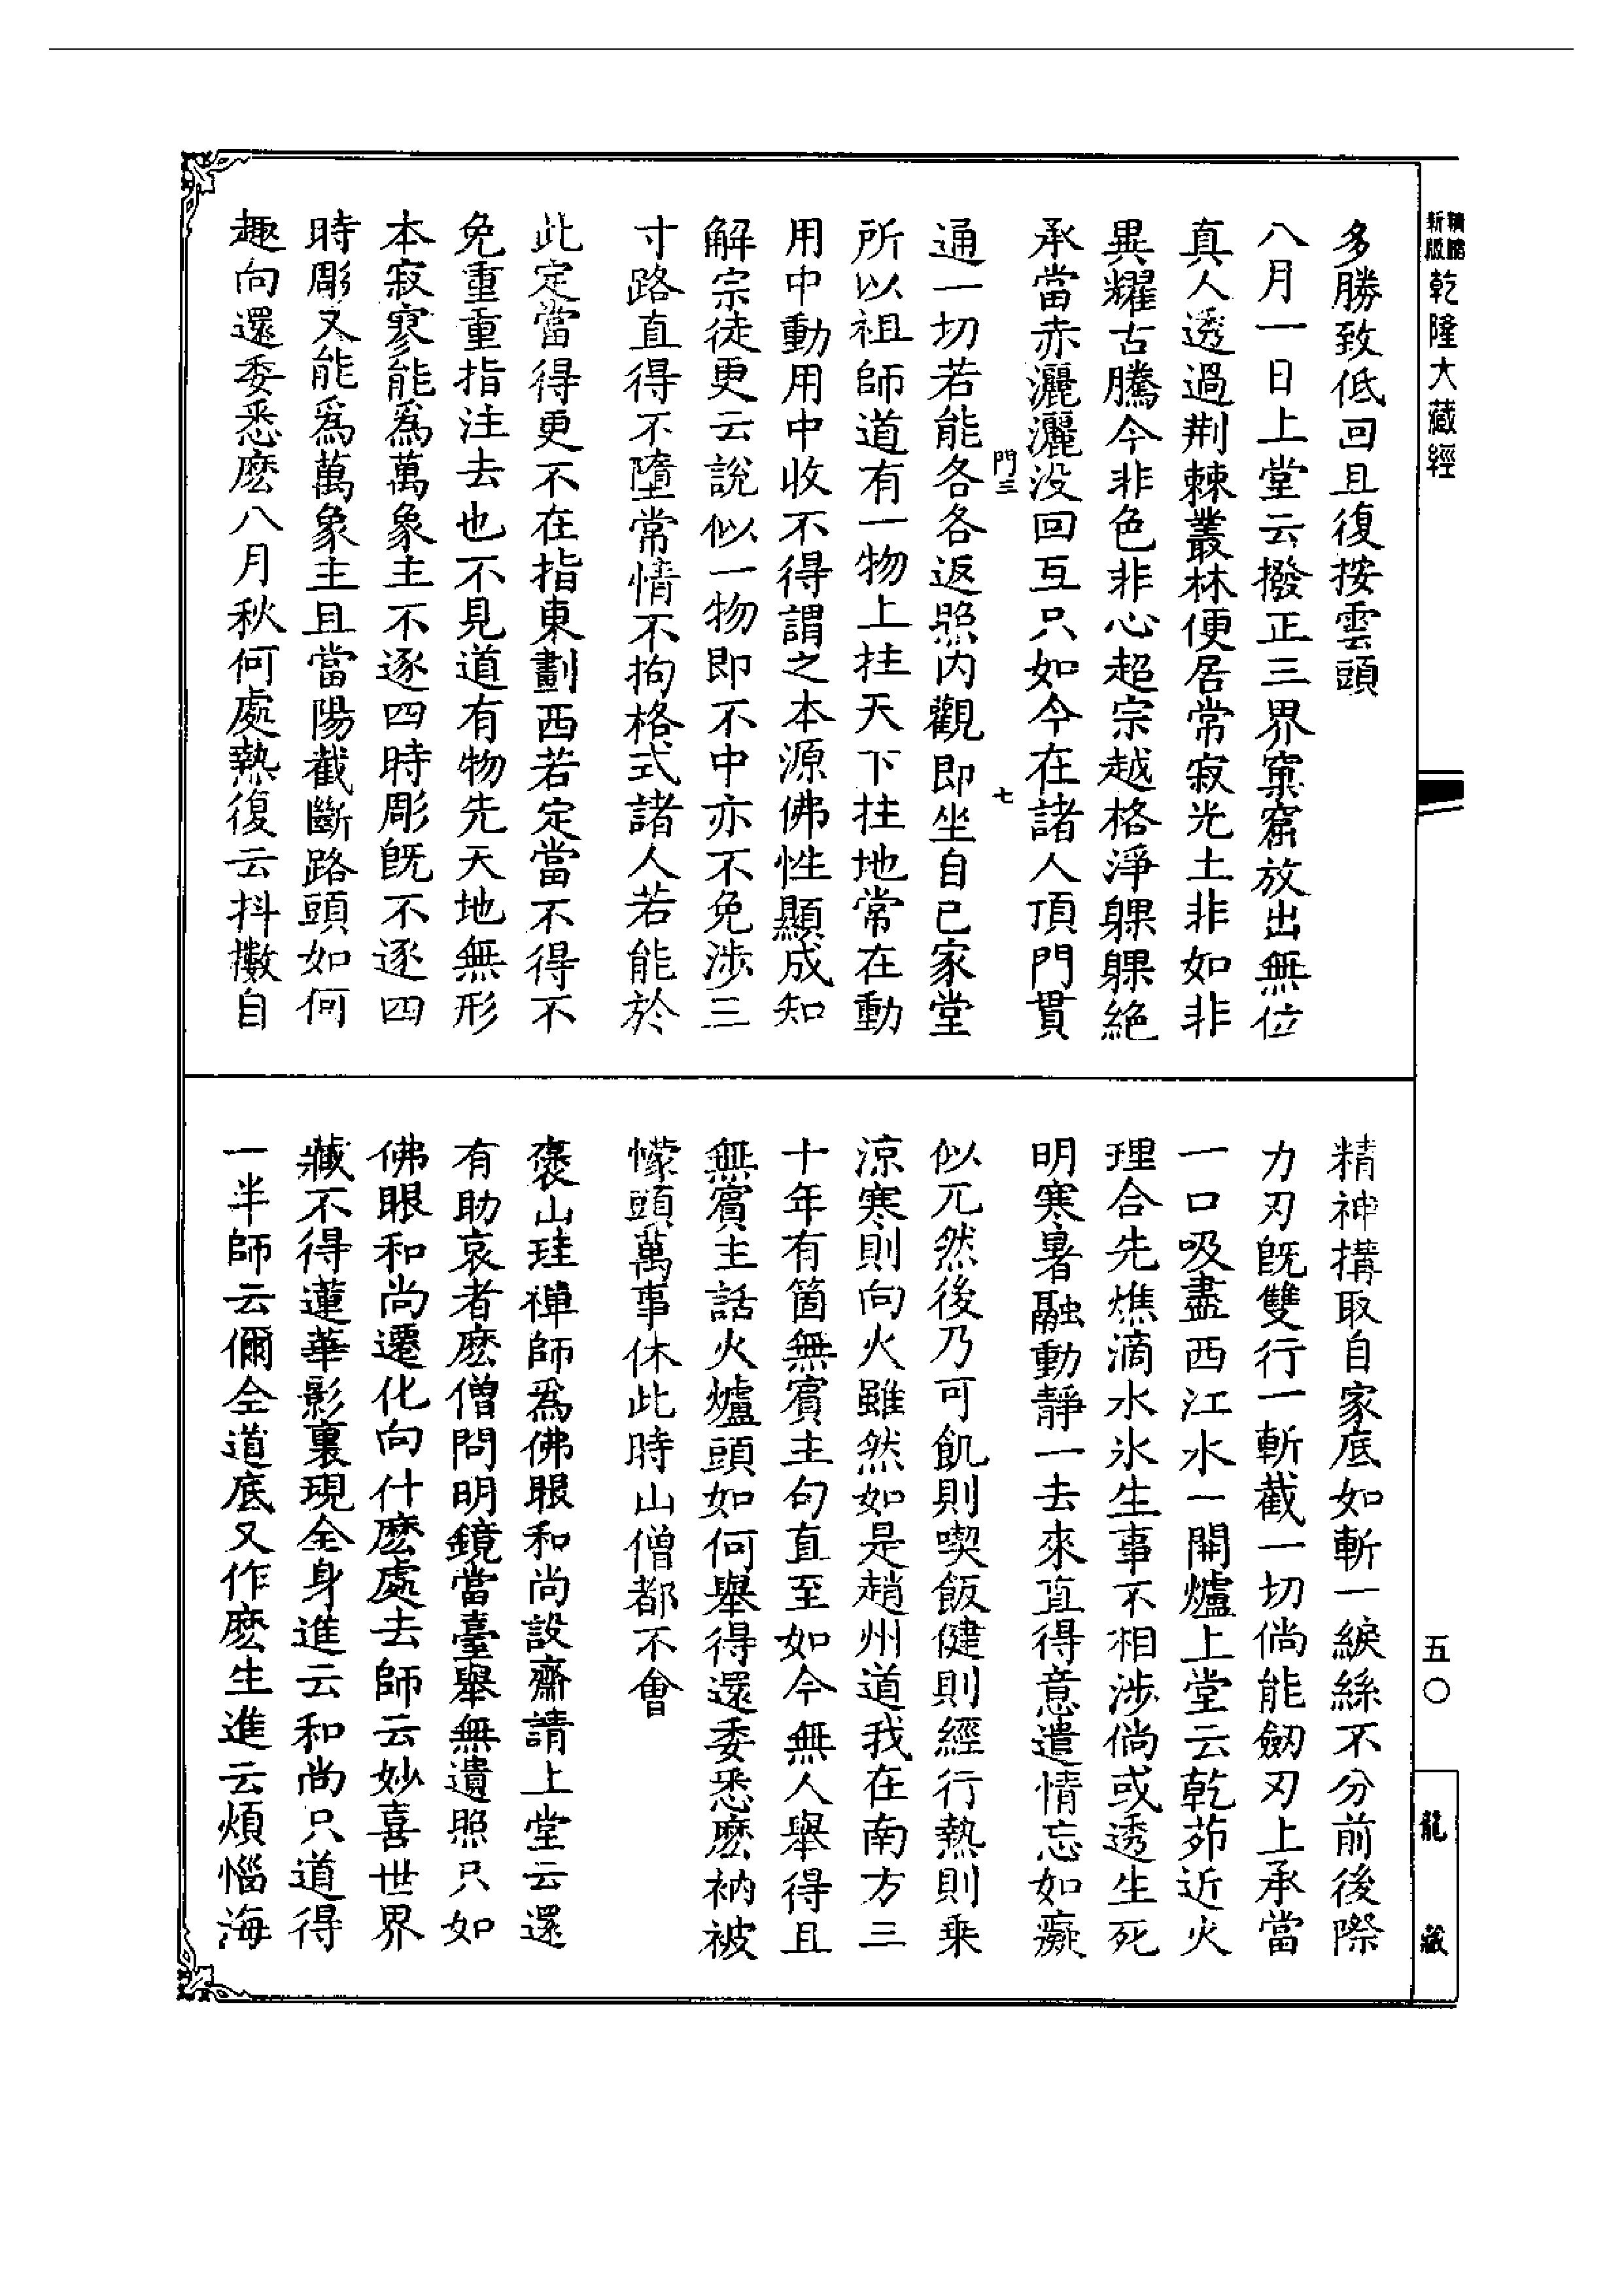 精縮新版乾隆大藏經
多勝致低回且復按雲頭
八月一日上堂云撥正三界窠窟放出無位
真人透過荆棘叢林便居常寂光土非如非
異耀古騰今非色非心超宗越格淨躶躶絶
承當赤灑灑没回互只如今在諸人頂門貫
門三 七
通一切若能各各返照内觀即坐自已家堂
所以祖師道有一物上拄天下拄地常在動
用中動用中收不得謂之本源佛性顯成知
解宗徒更云說似一物即不中亦不免涉三
寸路直得不墮常情不拘格式諸人若能於
此定當得更不在指東劃西若定當不得不
免重重指注去也不見道有物先天地無形
本寂寥能爲萬象主不逐四時彫旣不逐四
時彫又能爲萬象主且當陽截斷路頭如何
趣向還委悉麽八月秋何處熱復云抖擻自
精神搆取自家底如斬一綟絲不分前後際
力刃旣雙行一斬截一切倘能劒刃上承當
一口吸盡西江水一開爐上堂云乾茆近火
理合先燋滴水氷生事不相涉倘或透生死
明寒暑融動靜一去來直得意遣情忘如癡
似兀然後乃可飢則喫飯健則經行熱則乗
涼寒則向火雖然如是趙州道我在南方三
十年有箇無賓主句直至如今無人舉得且
無賓主話火爐頭如何舉得還委悉麽衲被
幪頭萬事休此時山僧都不會
褒山珪禪師爲佛眼和尚設齋請上堂云還
有助哀者麽僧問明鏡當臺舉無遺照只如
佛眼和尚遷化向什麽處去師云妙喜世界
藏不得蓮華影裏現全身進云和尚只道得
一半師云爾全道底又作麽生進云煩惱海
五〇
龍藏